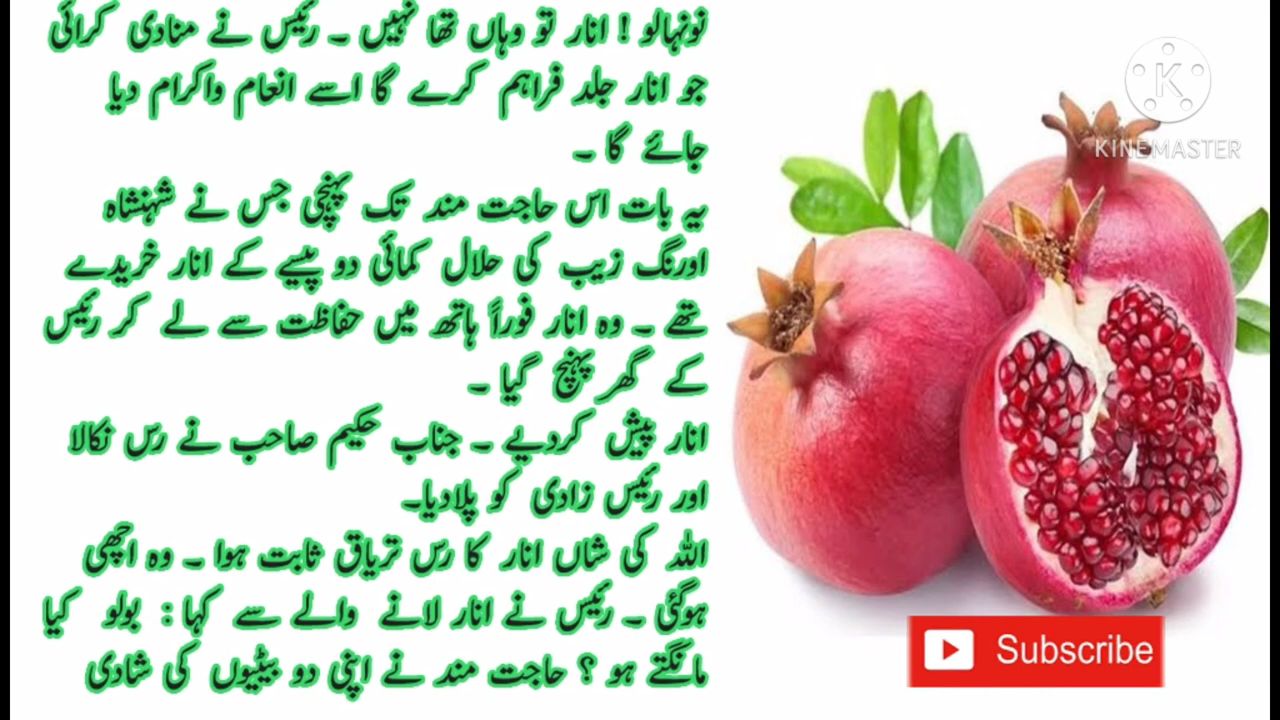 نونہالو ! انار تو وہاں تھا نہیں ۔ رئیس نے منادی کرائی
جو انار جلد فراہم کرے گا اسے انعام واکرام دیا
جائے گا ۔
یہ بات اس حاجت مند تک پہنچی جس نے شہنشاہ
اورنگ زیب کی حلال کمائی دو پیسے کے انار خریدے
تھے ۔ وہ انار فوراً ہاتھ میں حفاظت سے لے کر رئیس
کے گھر پہنچ گیا ۔
انار پیش کردیے ۔ جناب حکیم صاحب نے رس نکالا
اور رئیس زادی کو پلادیا۔
اللہ کی شاں انار کا رس تریاق ثابت ہوا ۔ وہ اچھی
ہوگئی ۔ رئیس نے انار لانے والے سے کہا : بولو کیا
مانگتے ہو ؟ حاجت مند نے اپنی دو بیٹیوں کی شادی
K
KINEMASTER
Subscribe